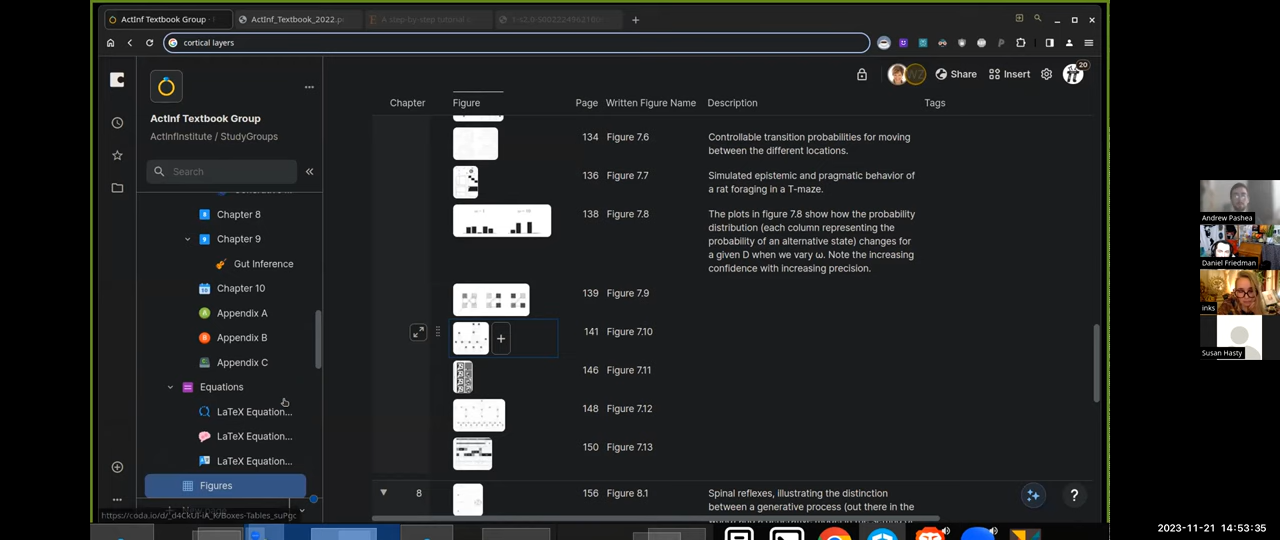 ActInf Textbook Group -
ActInf_Textbook_2022.p
A step-by-step tutorial
1-s2.0-S0022249621
cortical layers
Share
Insert
20
ActInf Textbook Group
ActInfInstitute / StudyGroups
Search
Chapter 8
Chapter 9
Gut Inference
Chapter 10
Appendix A
Appendix B
Appendix C
Equations
LaTeX Equation...
LaTeX Equation...
LaTeX Equation...
Figures
Chapter Figure Page Written Figure Name Description Tags
134 Figure 7.6 Controllable transition probabilities for moving
between the different locations.
136 Figure 7.7 Simulated epistemic and pragmatic behavior of
a rat foraging in a T-maze.
138 Figure 7.8 The plots in figure 7.8 show how the probability
distribution (each column representing the
probability of an alternative state) changes for
a given D when we vary ω. Note the increasing
confidence with increasing precision.
139 Figure 7.9
141 Figure 7.10
146 Figure 7.11
148 Figure 7.12
150 Figure 7.13
8 156 Figure 8.1 Spinal reflexes, illustrating the distinction
between a generative process (out there in the
Andrew Pashea
Daniel Friedman
inks
Susan Hasty
2023-11-21 14:53:35